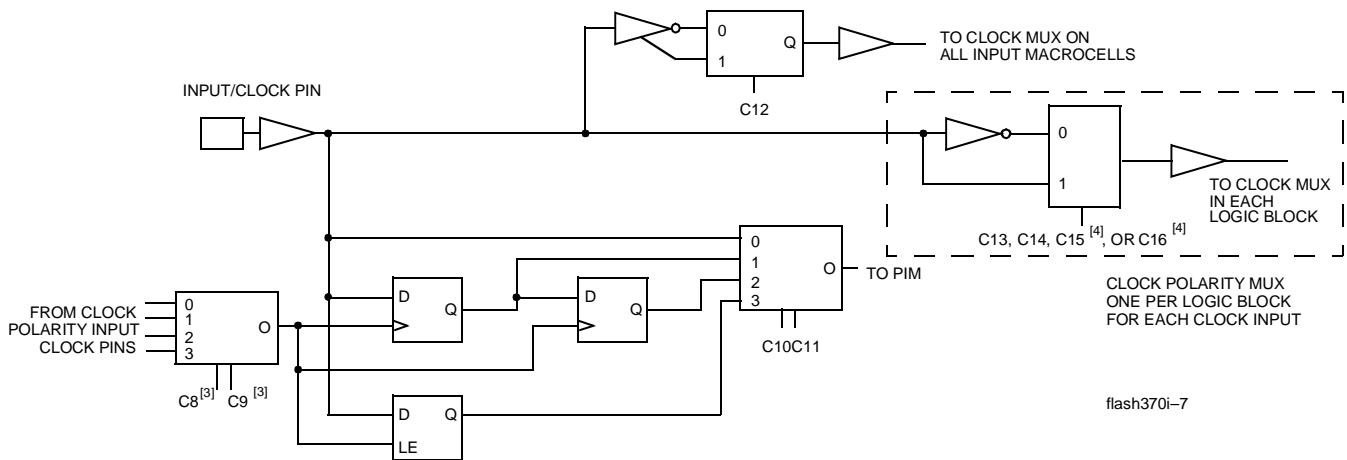 0
1
Q
C12
TO CLOCK MUX ON
ALL INPUT MACROCELLS
INPUT/CLOCK PIN
0
1
TO CLOCK MUX
IN EACH
LOGIC BLOCK
C13, C14, C15 [4], OR C16 [4]
0
1
2
3
O
TO PIM
C10C11
CLOCK POLARITY MUX
ONE PER LOGIC BLOCK
FOR EACH CLOCK INPUT
FROM CLOCK
POLARITY INPUT
CLOCK PINS
0
1
2
3
O
C8[3] C9 [3]
D
Q
D
Q
D Q
LE
flash370i–7